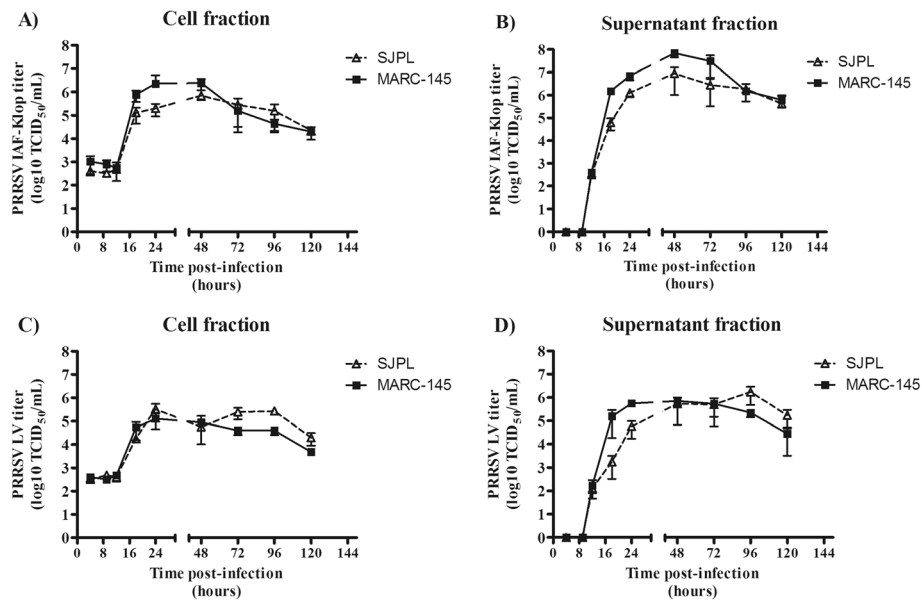 A)
Cell fraction
PRRSV IAF-Klop titer
(log10 TCID50/mL)
8
7
6
5
4
3
2
1
0
0 8 16 24 48 72 96 120 144
Time post-infection
(hours)
SJPL
MARC-145
B)
Supernatant fraction
PRRSV IAF-Klop titer
(log10 TCID50/mL)
8
7
6
5
4
3
2
1
0
0 8 16 24 48 72 96 120 144
Time post-infection
(hours)
SJPL
MARC-145
C)
Cell fraction
PRRSV LV titer
(log10 TCID50/mL)
8
7
6
5
4
3
2
1
0
0 8 16 24 48 72 96 120 144
Time post-infection
(hours)
SJPL
MARC-145
D)
Supernatant fraction
PRRSV LV titer
(log10 TCID50/mL)
8
7
6
5
4
3
2
1
0
0 8 16 24 48 72 96 120 144
Time post-infection
(hours)
SJPL
MARC-145